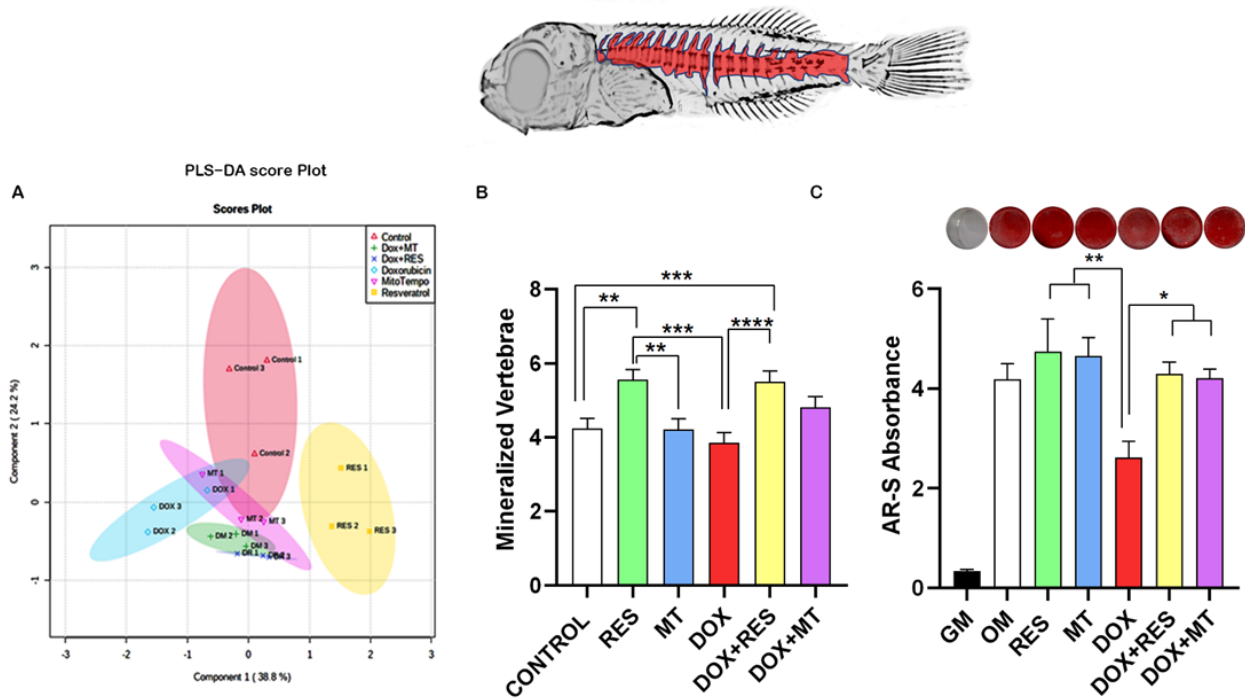 PLS-DA score Plot
A
Scores Plot
Component 2 ( 24.2 %)
3
2
1
0
-1
-3
-2
-1
0
1
2
3
Component 1 ( 38.8 %)
Control
Dox+MT
Dox+RES
Doxorubicin
MitoTempo
Resveratrol
Control 1
Control 3
Control 2
MT 1
DOX 1
DOX 3
DOX 2
MT 2
MT 3
DM 2
DM 1
DM 3
DR 1
RES 1
RES 2
RES 3
B
Mineralized Vertebrae
8
6
4
2
0
***
**
***
****
**
CONTROL
RES
MT
DOX
DOX+RES
DOX+MT
C
AR-S Absorbance
6
4
2
0
**
*
GM
OM
RES
MT
DOX
DOX+RES
DOX+MT